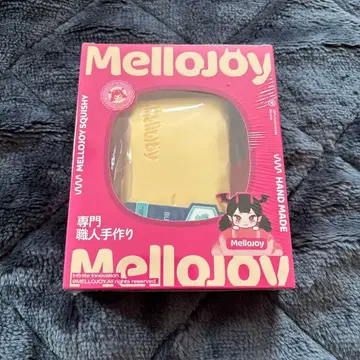 MelloJoy
MELLOJOY SQUISHY
MelloJoy
HAND MADE
専門
職人手作り
MelloJoy
MelloJoy
Infinite Innovation
@MELLOJOY.All rights reserved